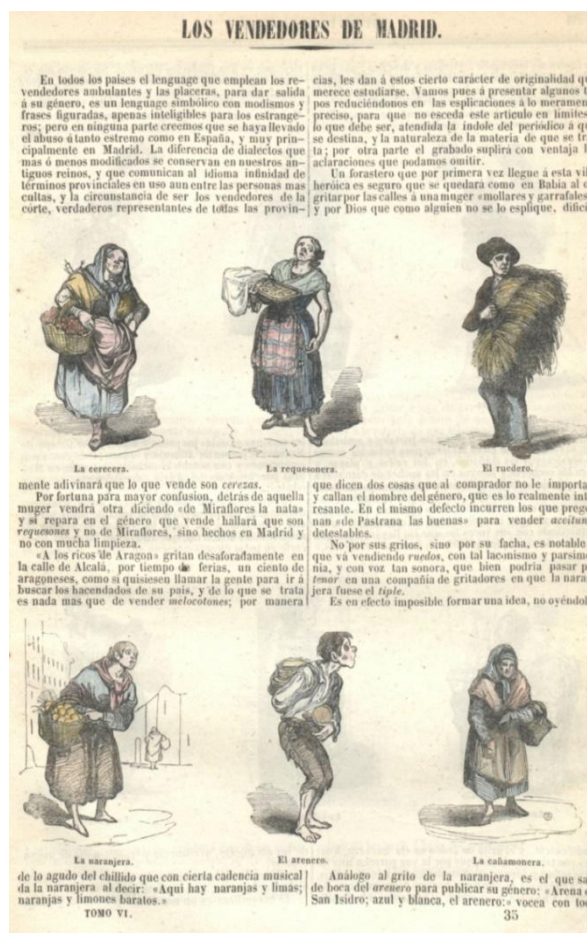 LOS VENDEDORES DE MADRID.
En todos los paises el lenguage que emplean los re-
vendedores ambulantes y las placeras, para dar salida
á su género, es un lenguage simbólico con modismos y
frases figuradas, apenas inteligibles para los estrange-
ros; pero en ninguna parte creemos que se haya llevado
el abuso á tanto estremo como en España, y muy prin-
cipalmente en Madrid. La diferencia de dialectos que
mas ó menos modificados se conservan en nuestros an-
tiguos reinos, y que comunican al idioma infinidad de
términos provinciales en uso aun entre las personas mas
cultas, y la circunstancia de ser los vendedores de la
córte, verdaderos representantes de todas las provin-
cias, les dan á estos cierto carácter de originalidad qu
merece estudiarse. Vamos pues á presentar algunos t
pos reduciéndonos en las esplicaciones á lo meramen
preciso, para que no esceda este articulo en limites
lo que debe ser, atendida la índole del periódico á qu
se destina, y la naturaleza de la materia de que se tr
ta; por otra parte el grabado suplirá con ventaja l
aclaraciones que podamos omitir.
Un forastero que por primera vez llegue á esta vil
heróica es seguro que se quedará como en Babia al o
gritar por las calles á una muger «mollares y garrafales
y por Dios que como alguien no se lo esplique, difici
La cerecera.
La requesonera.
El ruedero.
mente adivinará que lo que vende son cerezas.
Por fortuna para mayor confusion, detrás de aquella
muger vendrá otra diciendo «de Miraflores la nata»
y si repara en el género que vende hallará que son
requesones y no de Miraflores, sino hechos en Madrid y
no con mucha limpieza.
«A los ricos de Aragon» gritan desaforadamente en
la calle de Alcalá, por tiempo de ferias, un ciento de
aragoneses, como si quisiesen llamar la gente para ir á
buscar los hacendados de su pais, y de lo que se trata
es nada mas que de vender melocotones; por manera
que dicen dos cosas que al comprador no le importa
y callan el nombre del género, que es lo realmente in
resante. En el mismo defecto incurren los que prego
nan «de Pastrana las buenas» para vender aceitun
detestables.
No por sus gritos, sino por su facha, es notable
que va vendiendo ruedos, con tal laconismo y parsimo
nia, y con voz tan sonora, que bien podria pasar p
tenor en una compañia de gritadores en que la nara
jera fuese el tiple.
Es en efecto imposible formar una idea, no oyéndol
La naranjera.
El arenero.
La cañamonera.
de lo agudo del chillido que con cierta cadencia musical
da la naranjera al decir: «Aqui hay naranjas y limas;
naranjas y limones baratos.»
TOMO VI.
Análogo al grito de la naranjera, es el que sa
de boca del arenero para publicar su género: «Arena d
San Isidro; azul y blanca, el arenero:» vocea con tod
35